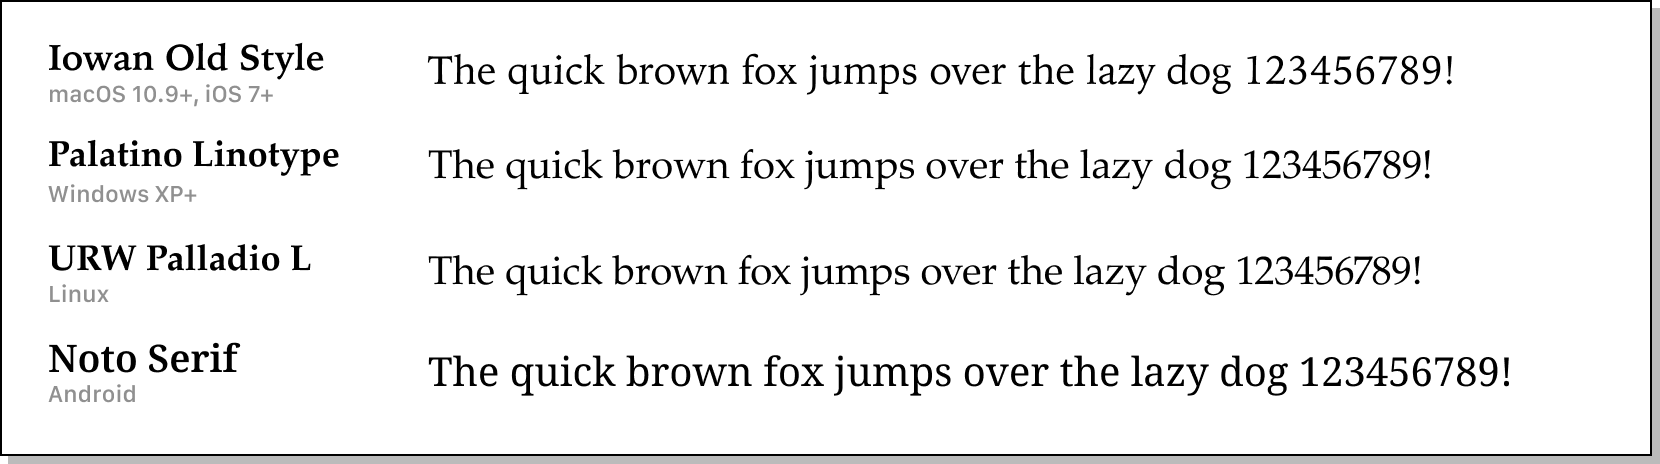 Iowan Old Style
The quick brown fox jumps over the lazy dog 123456789!
macOS 10.9+, iOS 7+
Palatino Linotype
The quick brown fox jumps over the lazy dog 123456789!
Windows XP+
URW Palladio L
The quick brown fox jumps over the lazy dog 123456789!
Linux
Noto Serif
The quick brown fox jumps over the lazy dog 123456789!
Android